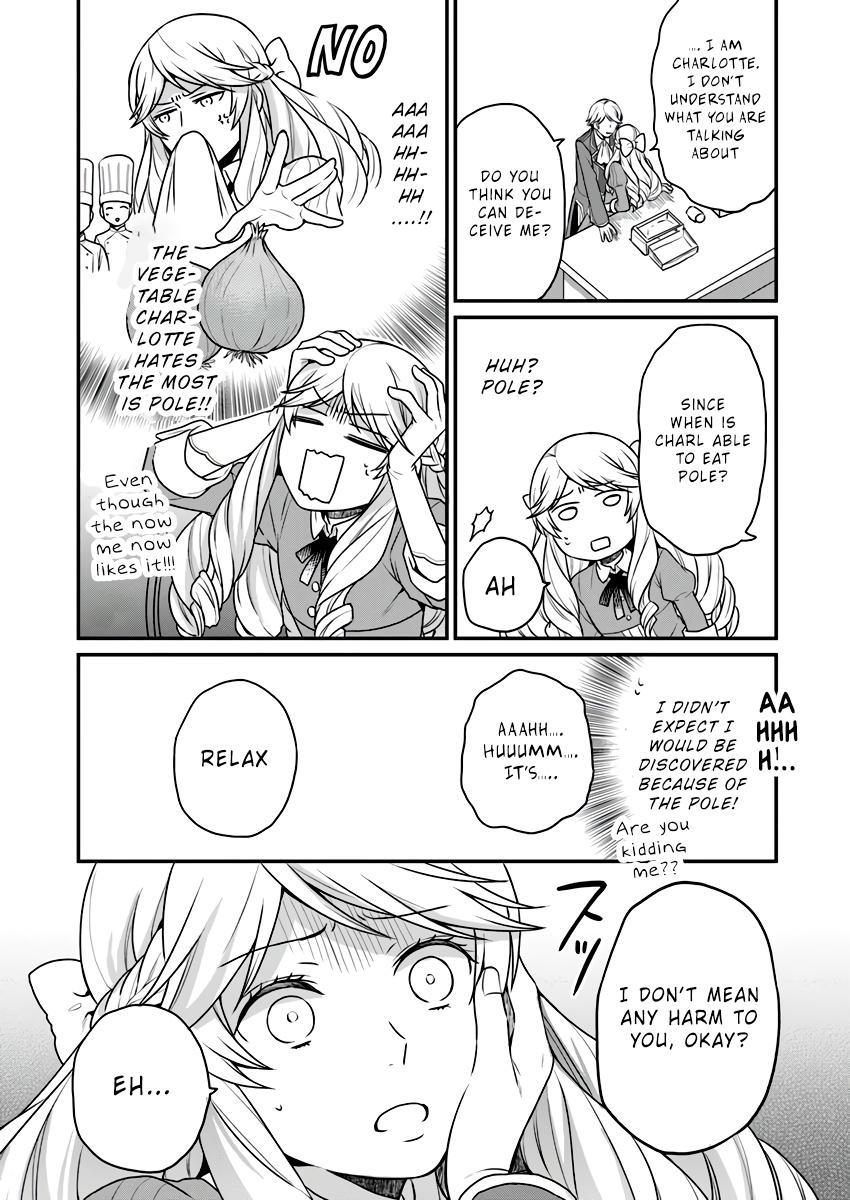 .... I AM
CHARLOTTE.
I DON'T
UNDERSTAND
WHAT YOU ARE
TALKING
ABOUT
DO YOU
THINK YOU
CAN DE-
CEIVE ME?
SINCE
WHEN IS
CHARL ABLE
TO EAT
POLE?
HUH?
POLE?
AH
NO
AAA
AAA
HH-
HH-
HH
....!!
THE
VEGE-
TABLE
CHAR-
LOTTE
HATES
THE MOST
IS POLE!!
Even
though
the now
me now
likes it!!!
AA
HHH
H!...
I DIDN'T
EXPECT I
WOULD BE
DISCOVERED
BECAUSE OF
THE POLE!
Are you
kidding
me??
AAAHH....
HUUUMM....
IT'S.....
RELAX
I DON'T MEAN
ANY HARM TO
YOU, OKAY?
スッ
EH...